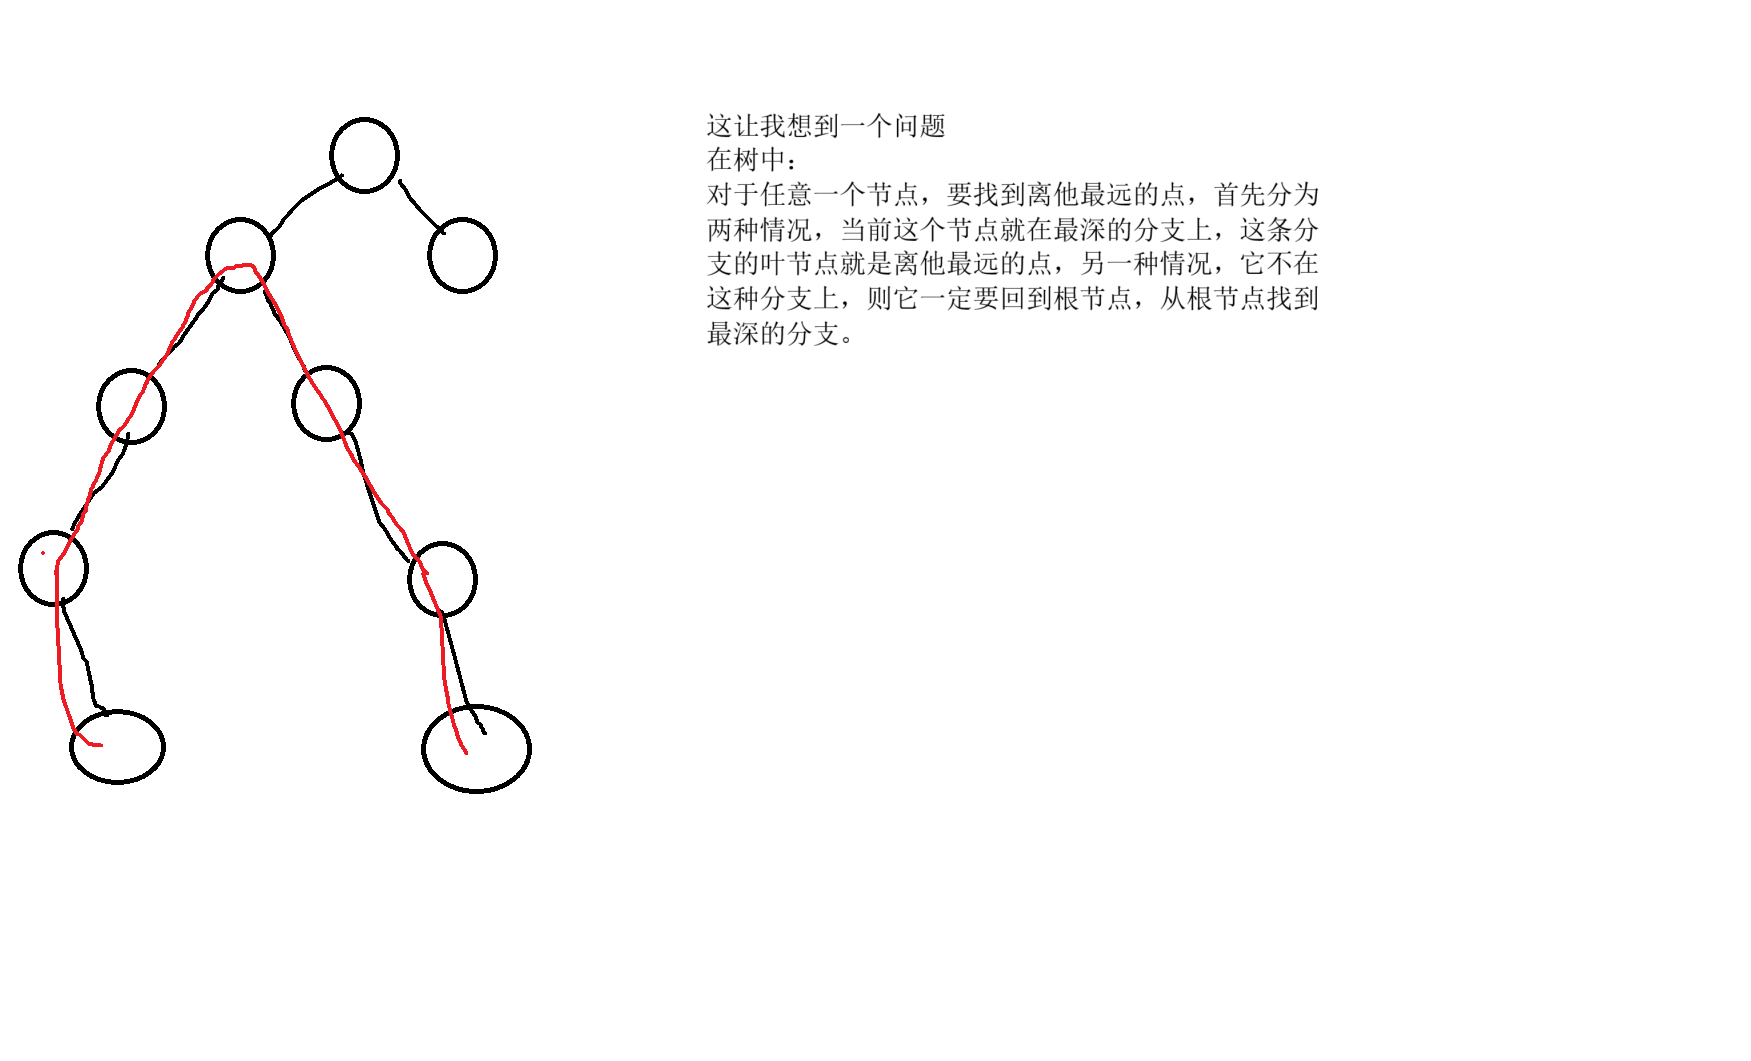 这让我想到一个问题
在树中：
对于任意一个节点，要找到离他最远的点，首先分为
两种情况，当前这个节点就在最深的分支上，这条分
支的叶节点就是离他最远的点，另一种情况，它不在
这种分支上，则它一定要回到根节点，从根节点找到
最深的分支。